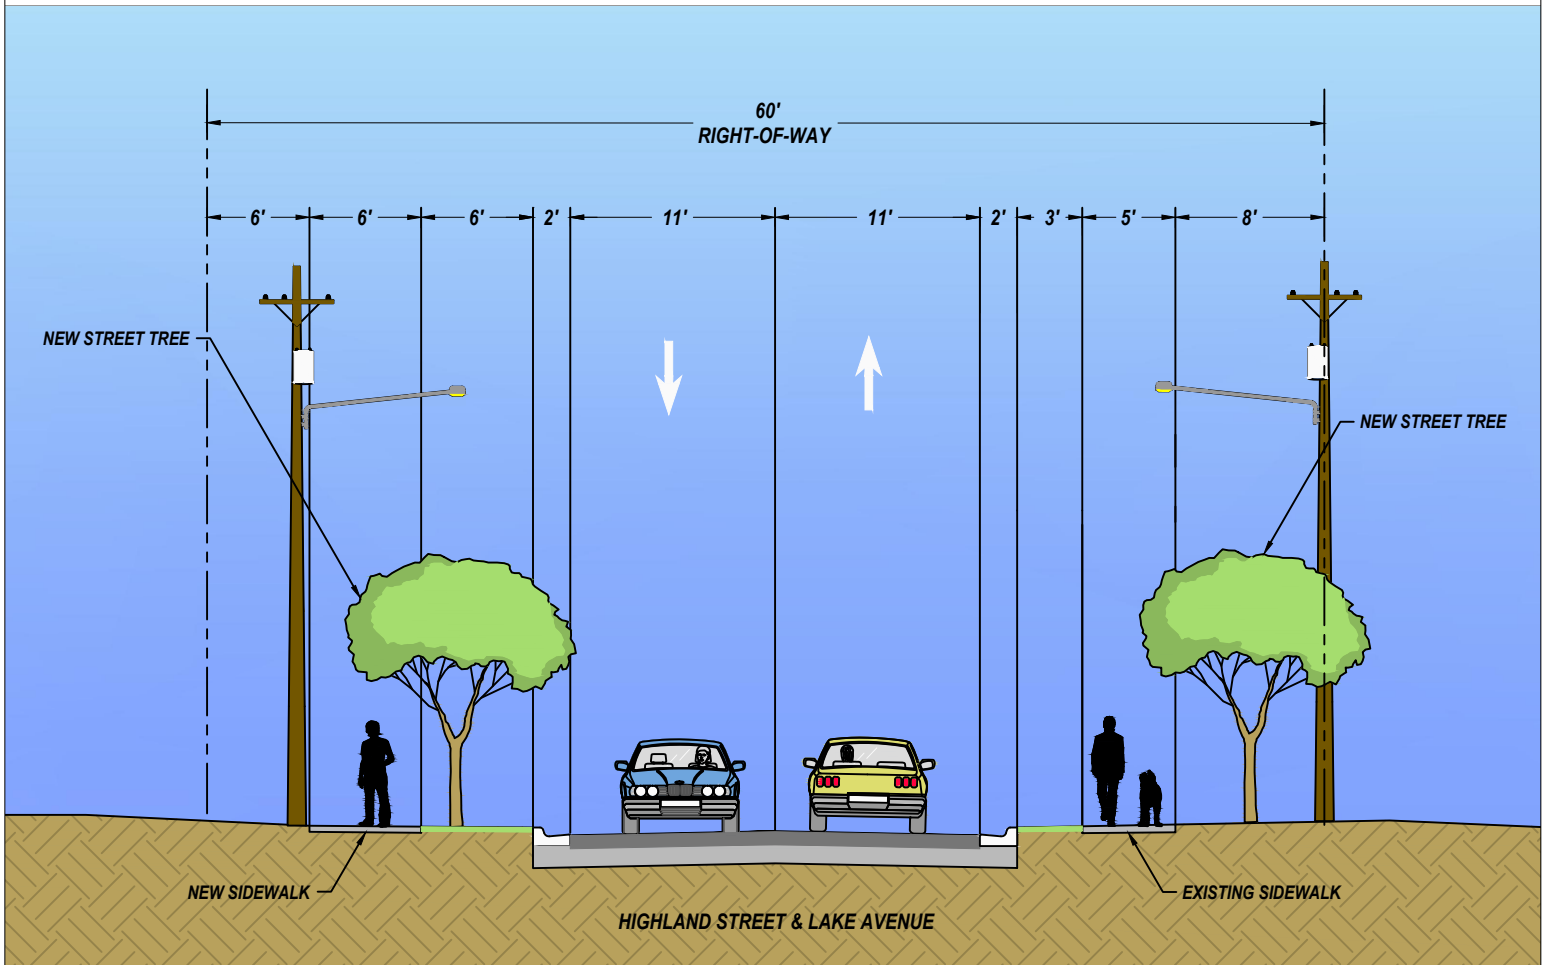 60'
RIGHT-OF-WAY
6' 6' 6' 2' 11' 11' 2' 3' 5' 8'
NEW STREET TREE
NEW STREET TREE
NEW SIDEWALK
EXISTING SIDEWALK
HIGHLAND STREET & LAKE AVENUE